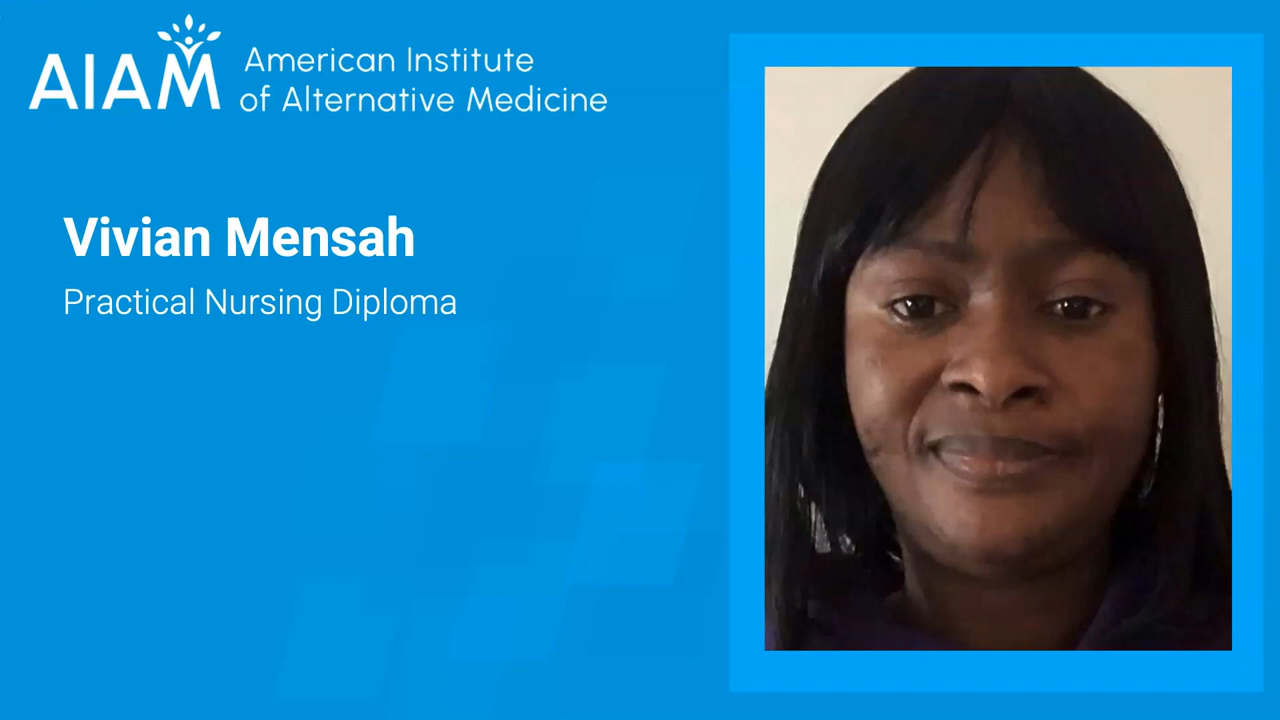 AIAM
American Institute
of Alternative Medicine
Vivian Mensah
Practical Nursing Diploma